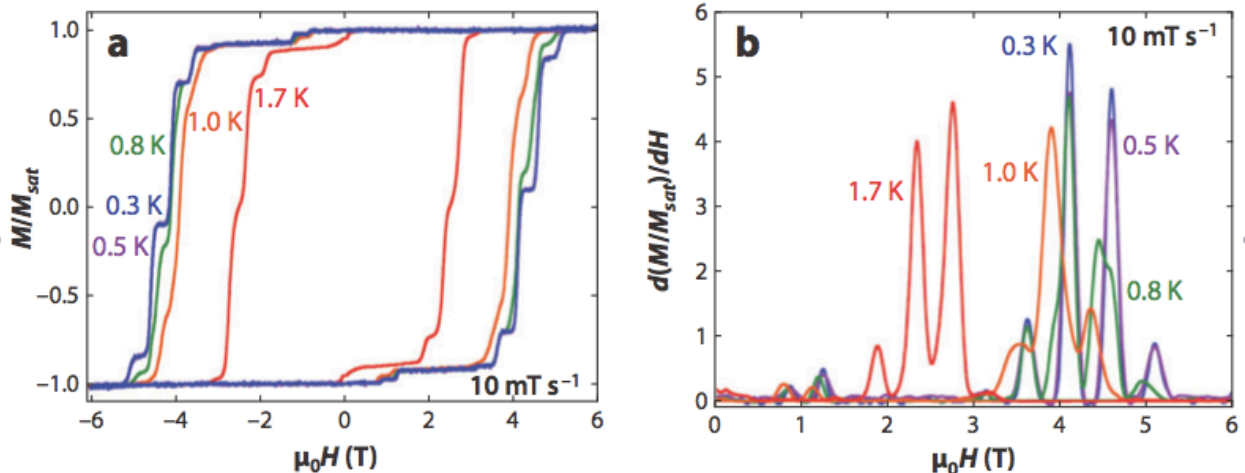 a
1.0
0.5
0.0
−0.5
−1.0
M/Msat
1.7 K
1.0 K
0.8 K
0.3 K
0.5 K
10 mT s⁻¹
−6 −4 −2 0 2 4 6
μ₀H (T)
b
10 mT s⁻¹
6
5
4
3
2
1
0
d(M/Msat)/dH
0.3 K
0.5 K
1.0 K
1.7 K
0.8 K
0 1 2 3 4 5 6
μ₀H (T)